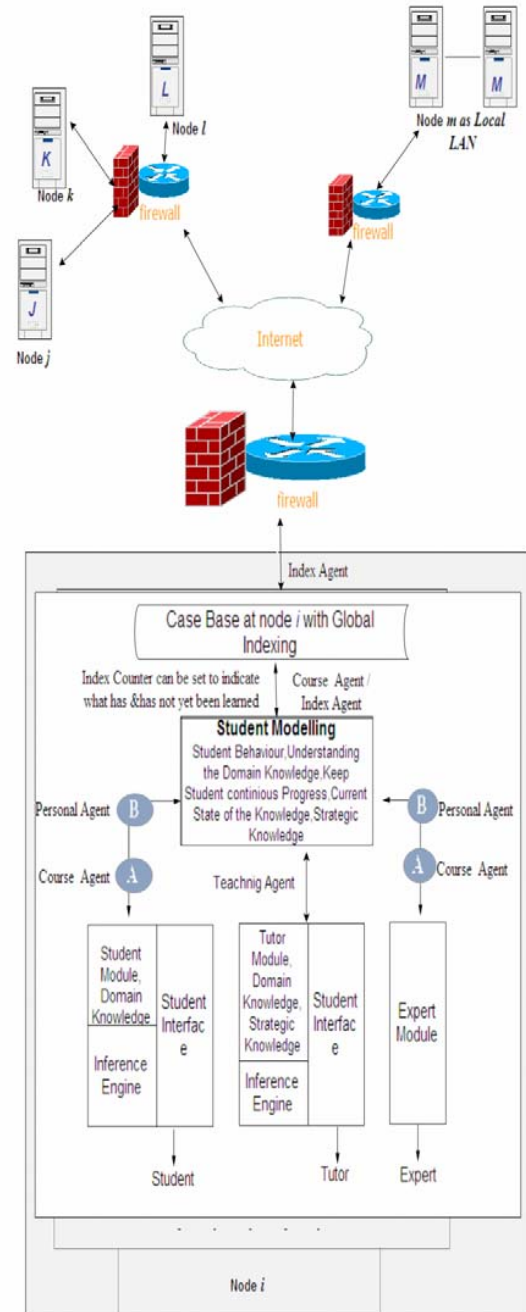 L
M
M
Node l
Node m as Local
LAN
K
Node k
firewall
firewall
J
Node j
Internet
firewall
Index Agent
Case Base at node i with Global
Indexing
Index Counter can be set to indicate
what has &has not yet been learned
Course Agent /
Index Agent
Student Modelling
Student Behaviour,Understanding
the Domain Knowledge,Keep
Student continious Progress,Current
State of the Knowledge,Strategic
Knowledge
Personal Agent
B
B
Personal Agent
Course Agent
A
Teachnig Agent
A
Course Agent
Student
Module,
Domain
Knowledge
Inference
Engine
Student
Interfac
e
Tutor
Module,
Domain
Knowledge,
Strategic
Knowledge
Inference
Engine
Student
Interfac
e
Expert
Module
Student
Tutor
Expert
Node i